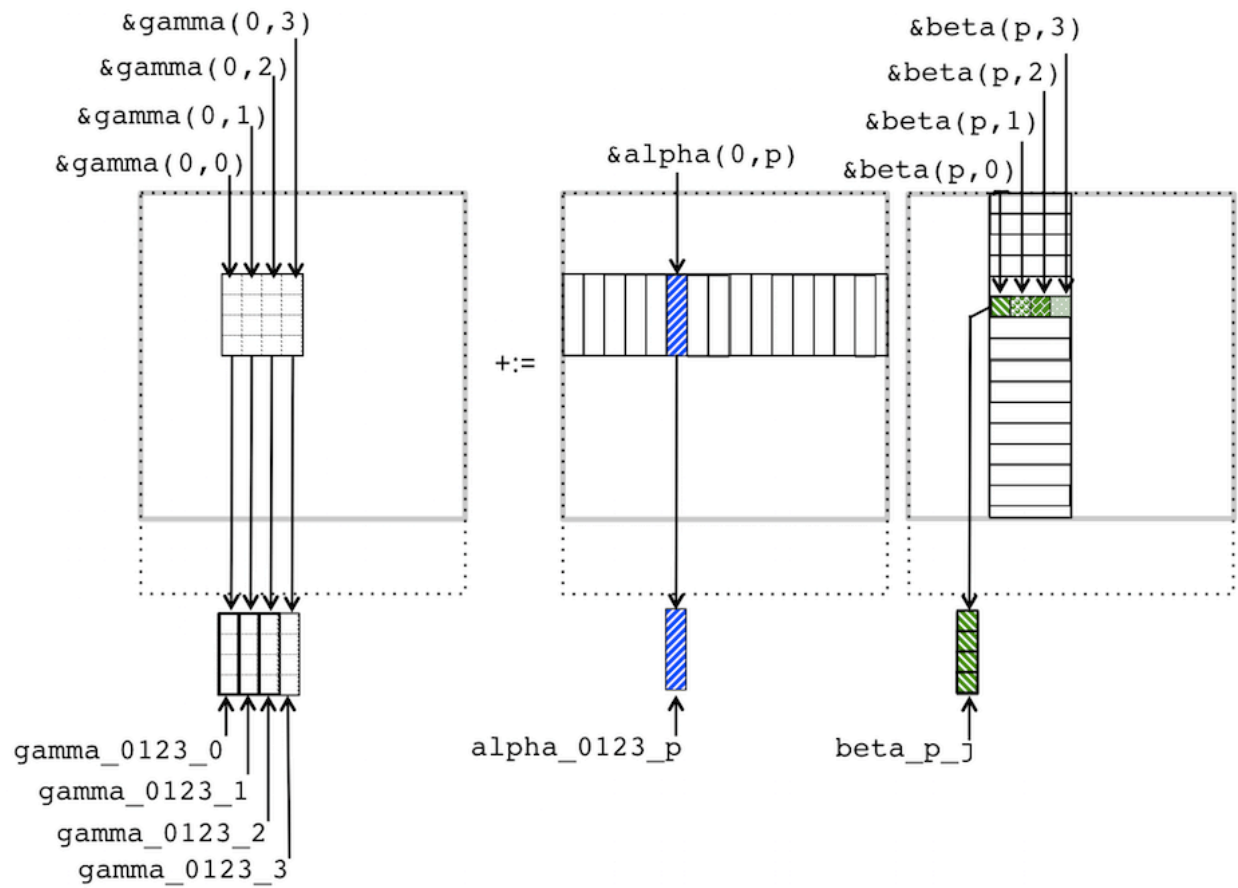 &gamma(0,3)
&gamma(0,2)
&gamma(0,1)
&gamma(0,0)
&alpha(0,p)
&beta(p,3)
&beta(p,2)
&beta(p,1)
&beta(p,0)
+:=
gamma_0123_0
gamma_0123_1
gamma_0123_2
gamma_0123_3
alpha_0123_p
beta_p_j